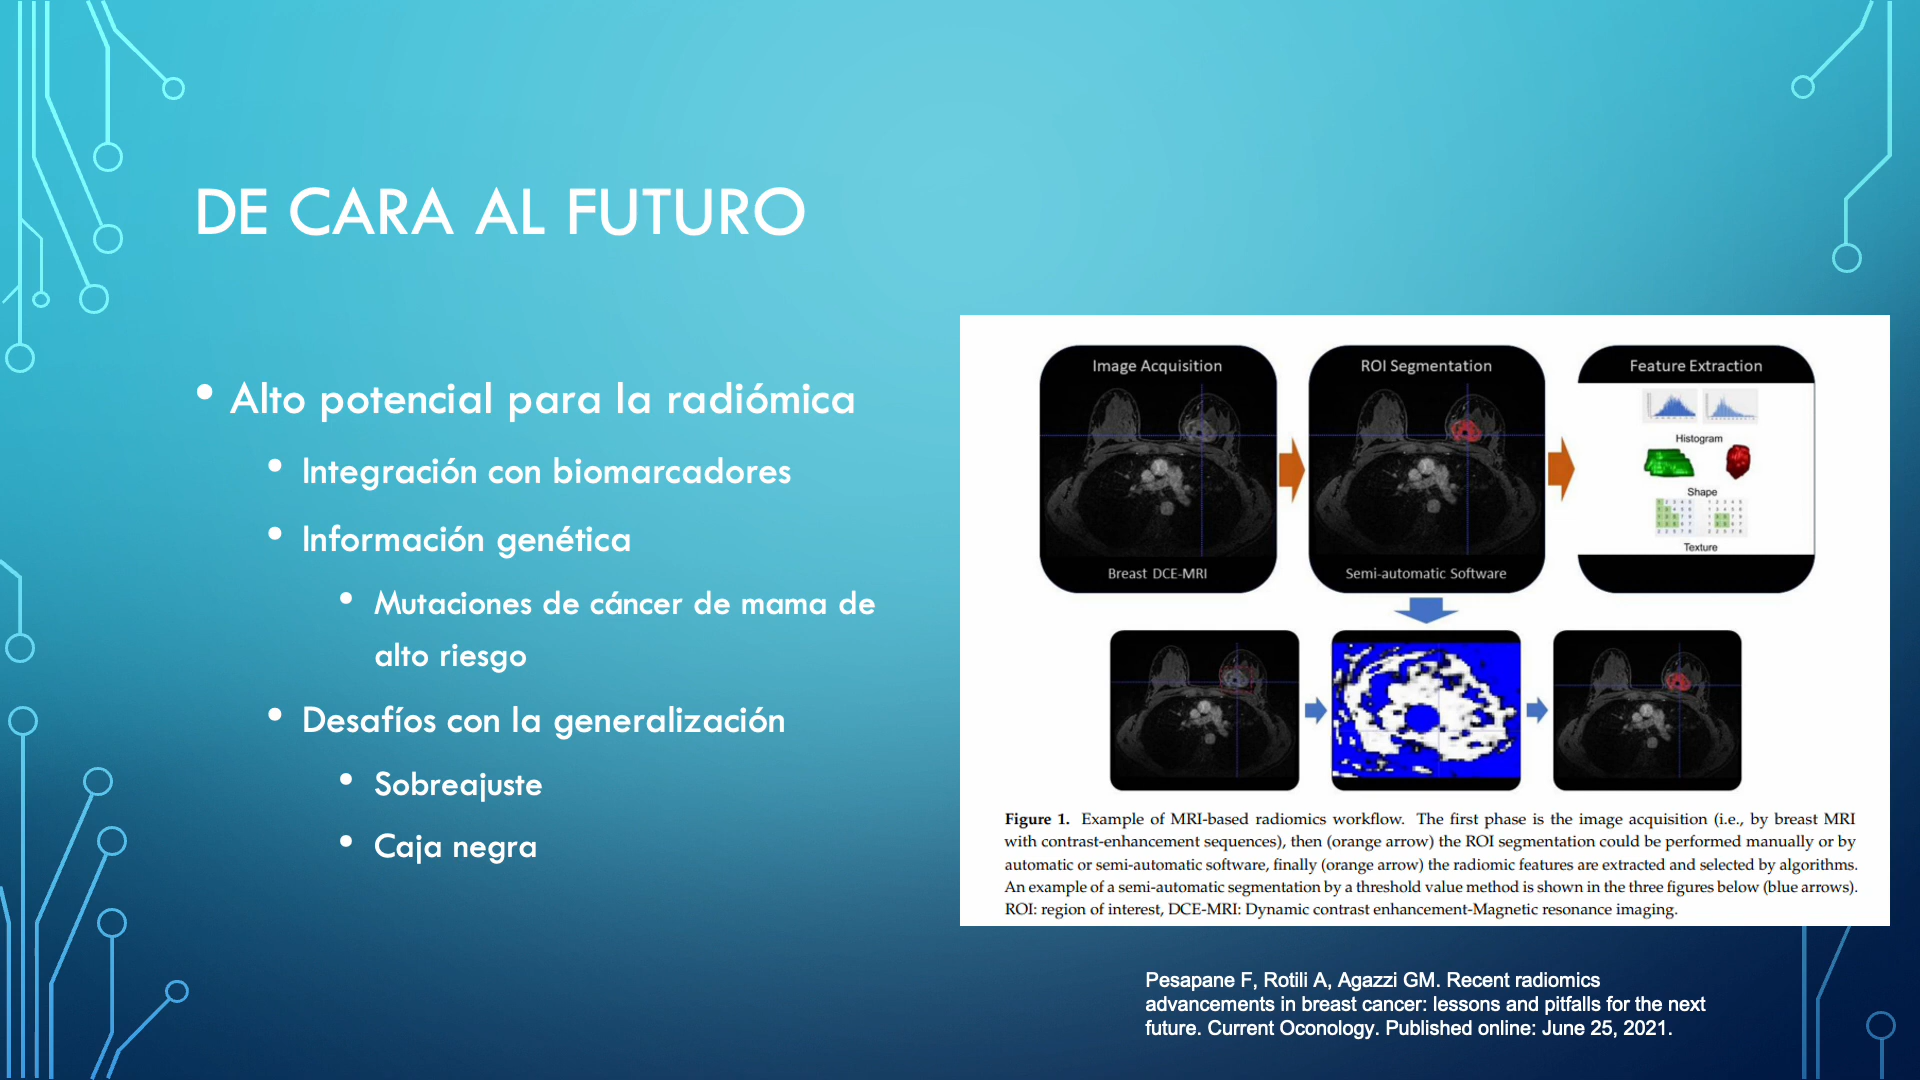 DE CARA AL FUTURO
• Alto potencial para la radiómica
• Integración con biomarcadores
• Información genética
• Mutaciones de cáncer de mama de
alto riesgo
• Desafíos con la generalización
• Sobreajuste
• Caja negra
Image Acquisition
Breast DCE-MRI
ROI Segmentation
Semi-automatic Software
Feature Extraction
Histogram
Shape
Texture
Figure 1. Example of MRI-based radiomics workflow. The first phase is the image acquisition (i.e., by breast MRI
with contrast-enhancement sequences), then (orange arrow) the ROI segmentation could be performed manually or by
automatic or semi-automatic software, finally (orange arrow) the radiomic features are extracted and selected by algorithms.
An example of a semi-automatic segmentation by a threshold value method is shown in the three figures below (blue arrows).
ROI: region of interest, DCE-MRI: Dynamic contrast enhancement-Magnetic resonance imaging.
Pesapane F, Rotili A, Agazzi GM. Recent radiomics
advancements in breast cancer: lessons and pitfalls for the next
future. Current Oconology. Published online: June 25, 2021.